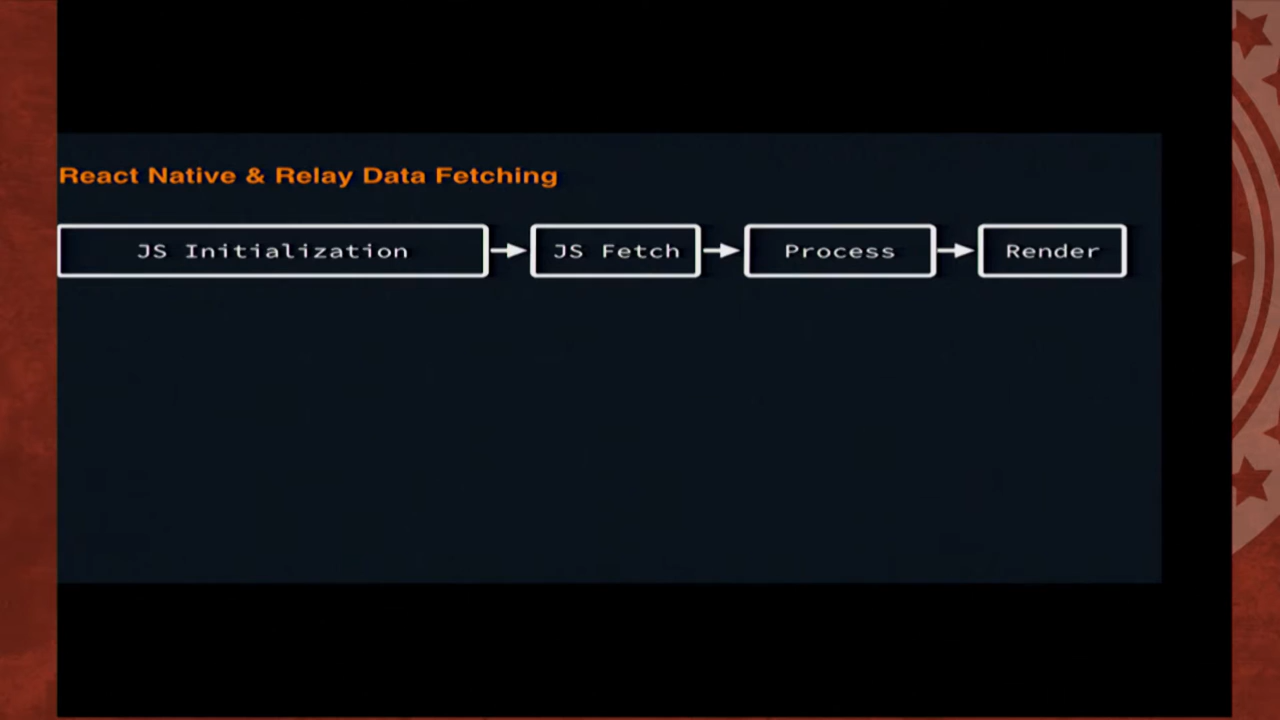 React Native & Relay Data Fetching
JS Initialization
JS Fetch
Process
Render